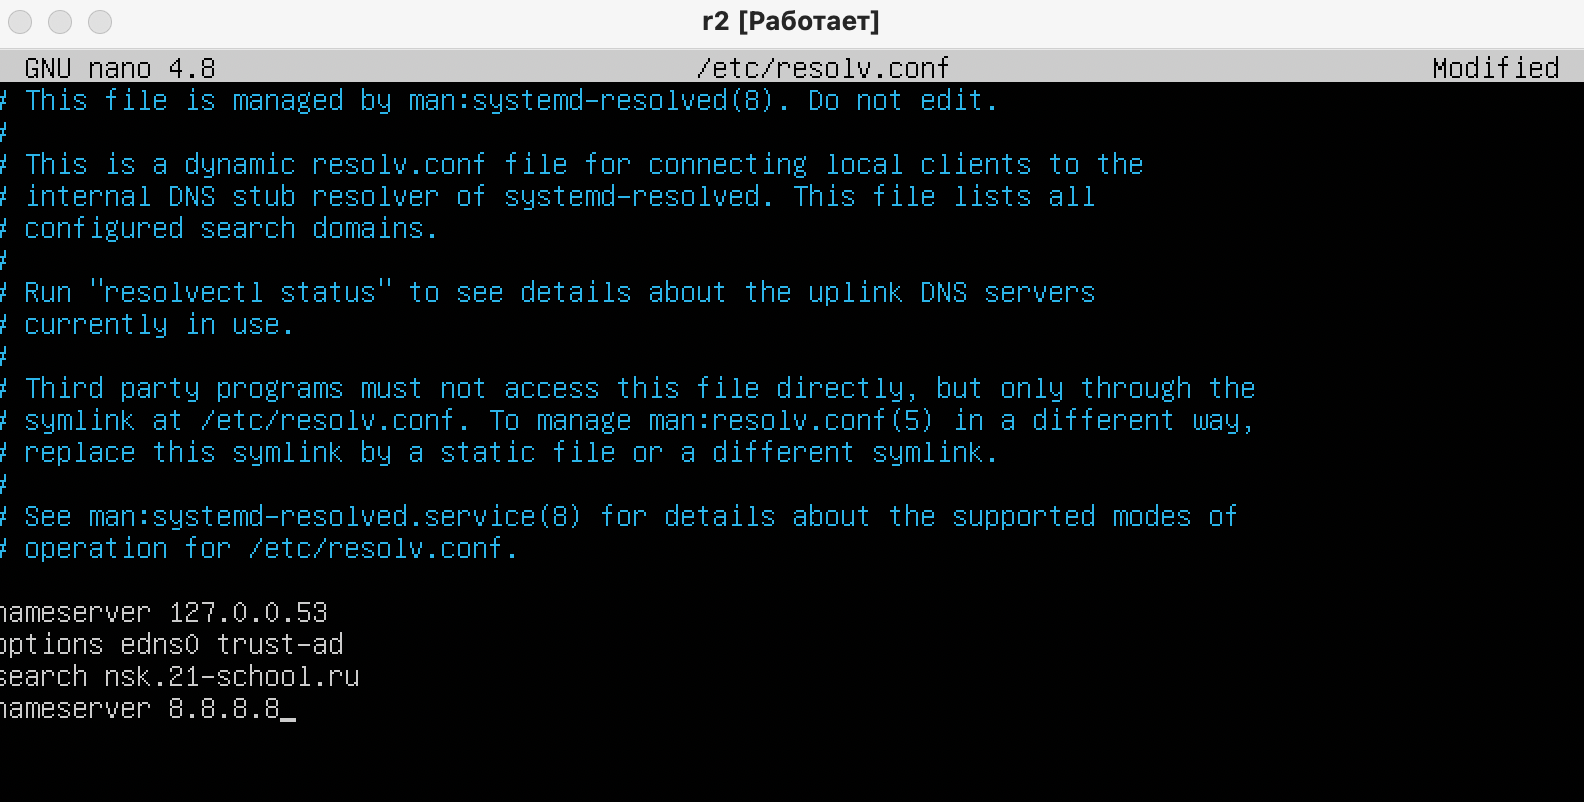 r2 [Работает]
GNU nano 4.8 /etc/resolv.conf Modified
# This file is managed by man:systemd-resolved(8). Do not edit.
#
# This is a dynamic resolv.conf file for connecting local clients to the
# internal DNS stub resolver of systemd-resolved. This file lists all
# configured search domains.
#
# Run "resolvectl status" to see details about the uplink DNS servers
# currently in use.
#
# Third party programs must not access this file directly, but only through the
# symlink at /etc/resolv.conf. To manage man:resolv.conf(5) in a different way,
# replace this symlink by a static file or a different symlink.
#
# See man:systemd-resolved.service(8) for details about the supported modes of
# operation for /etc/resolv.conf.
nameserver 127.0.0.53
options edns0 trust-ad
search nsk.21-school.ru
nameserver 8.8.8.8_